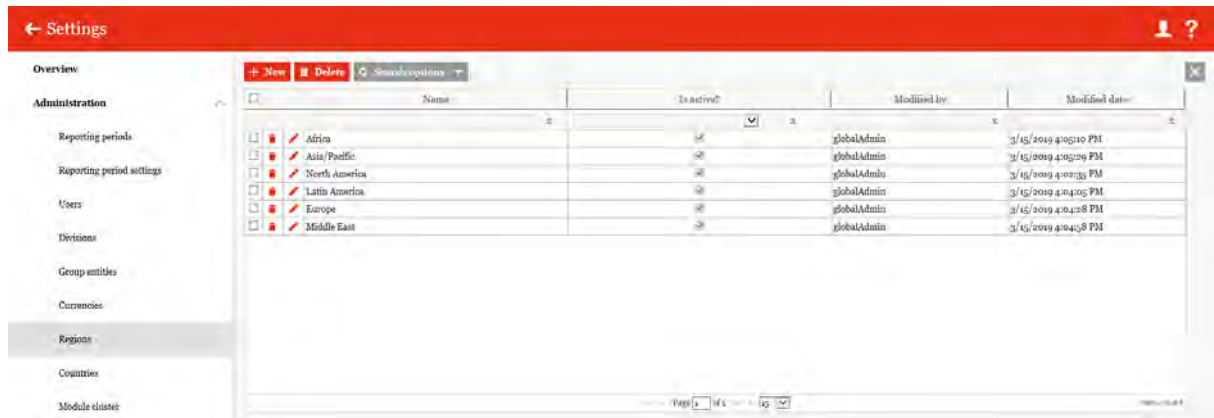 ← Settings ?
Overview
Administration
Reporting periods
Reporting period settings
Users
Divisions
Group entities
Currencies
Regions
Countries
Module cluster
+ New Delete Search options
Name Is active? Modified by Modified date
Africa globalAdmin 3/15/2019 4:05:10 PM
Asia/Pacific globalAdmin 3/15/2019 4:05:29 PM
North America globalAdmin 3/15/2019 4:02:35 PM
Latin America globalAdmin 3/15/2019 4:04:05 PM
Europe globalAdmin 3/15/2019 4:04:28 PM
Middle East globalAdmin 3/15/2019 4:04:58 PM
Page 1 of 1 15